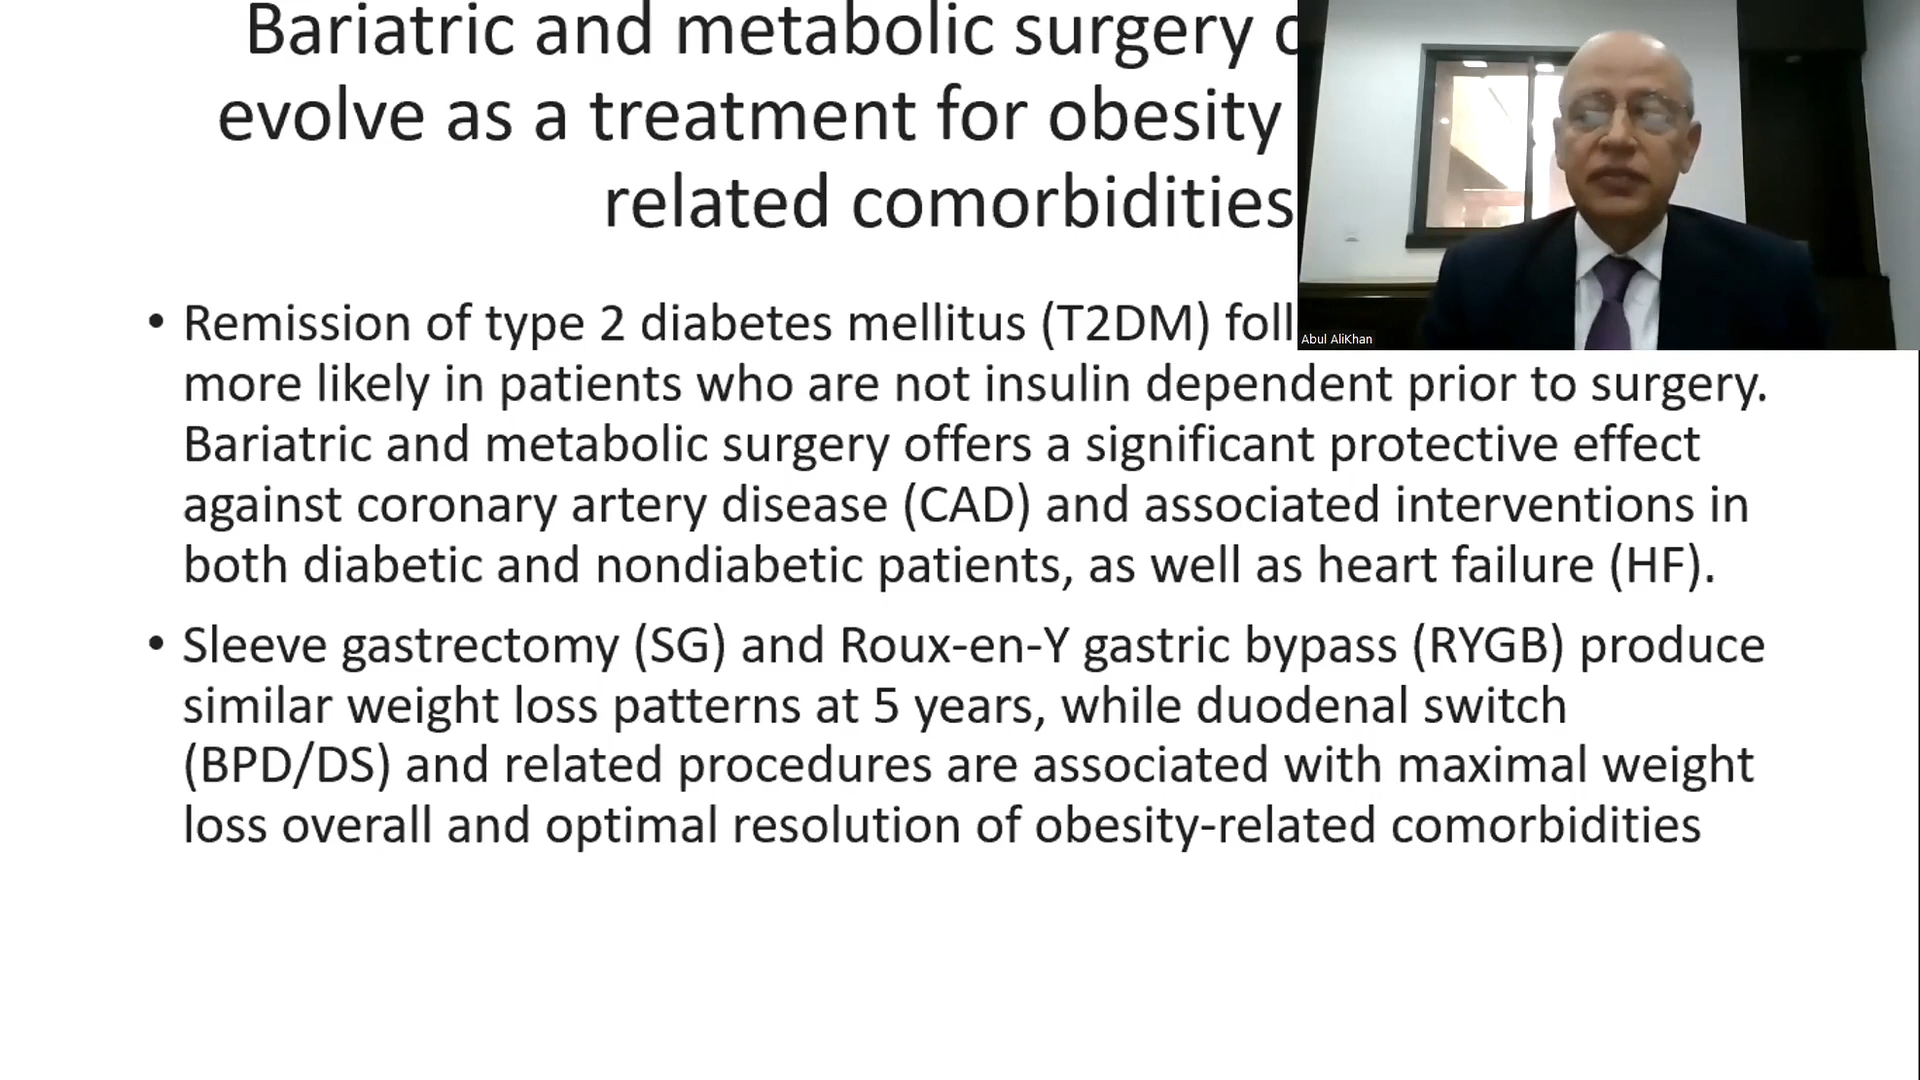 Bariatric and metabolic surgery
evolve as a treatment for obesity
related comorbidities
• Remission of type 2 diabetes mellitus (T2DM) foll
more likely in patients who are not insulin dependent prior to surgery.
Bariatric and metabolic surgery offers a significant protective effect
against coronary artery disease (CAD) and associated interventions in
both diabetic and nondiabetic patients, as well as heart failure (HF).
• Sleeve gastrectomy (SG) and Roux-en-Y gastric bypass (RYGB) produce
similar weight loss patterns at 5 years, while duodenal switch
(BPD/DS) and related procedures are associated with maximal weight
loss overall and optimal resolution of obesity-related comorbidities
Abul AliKhan